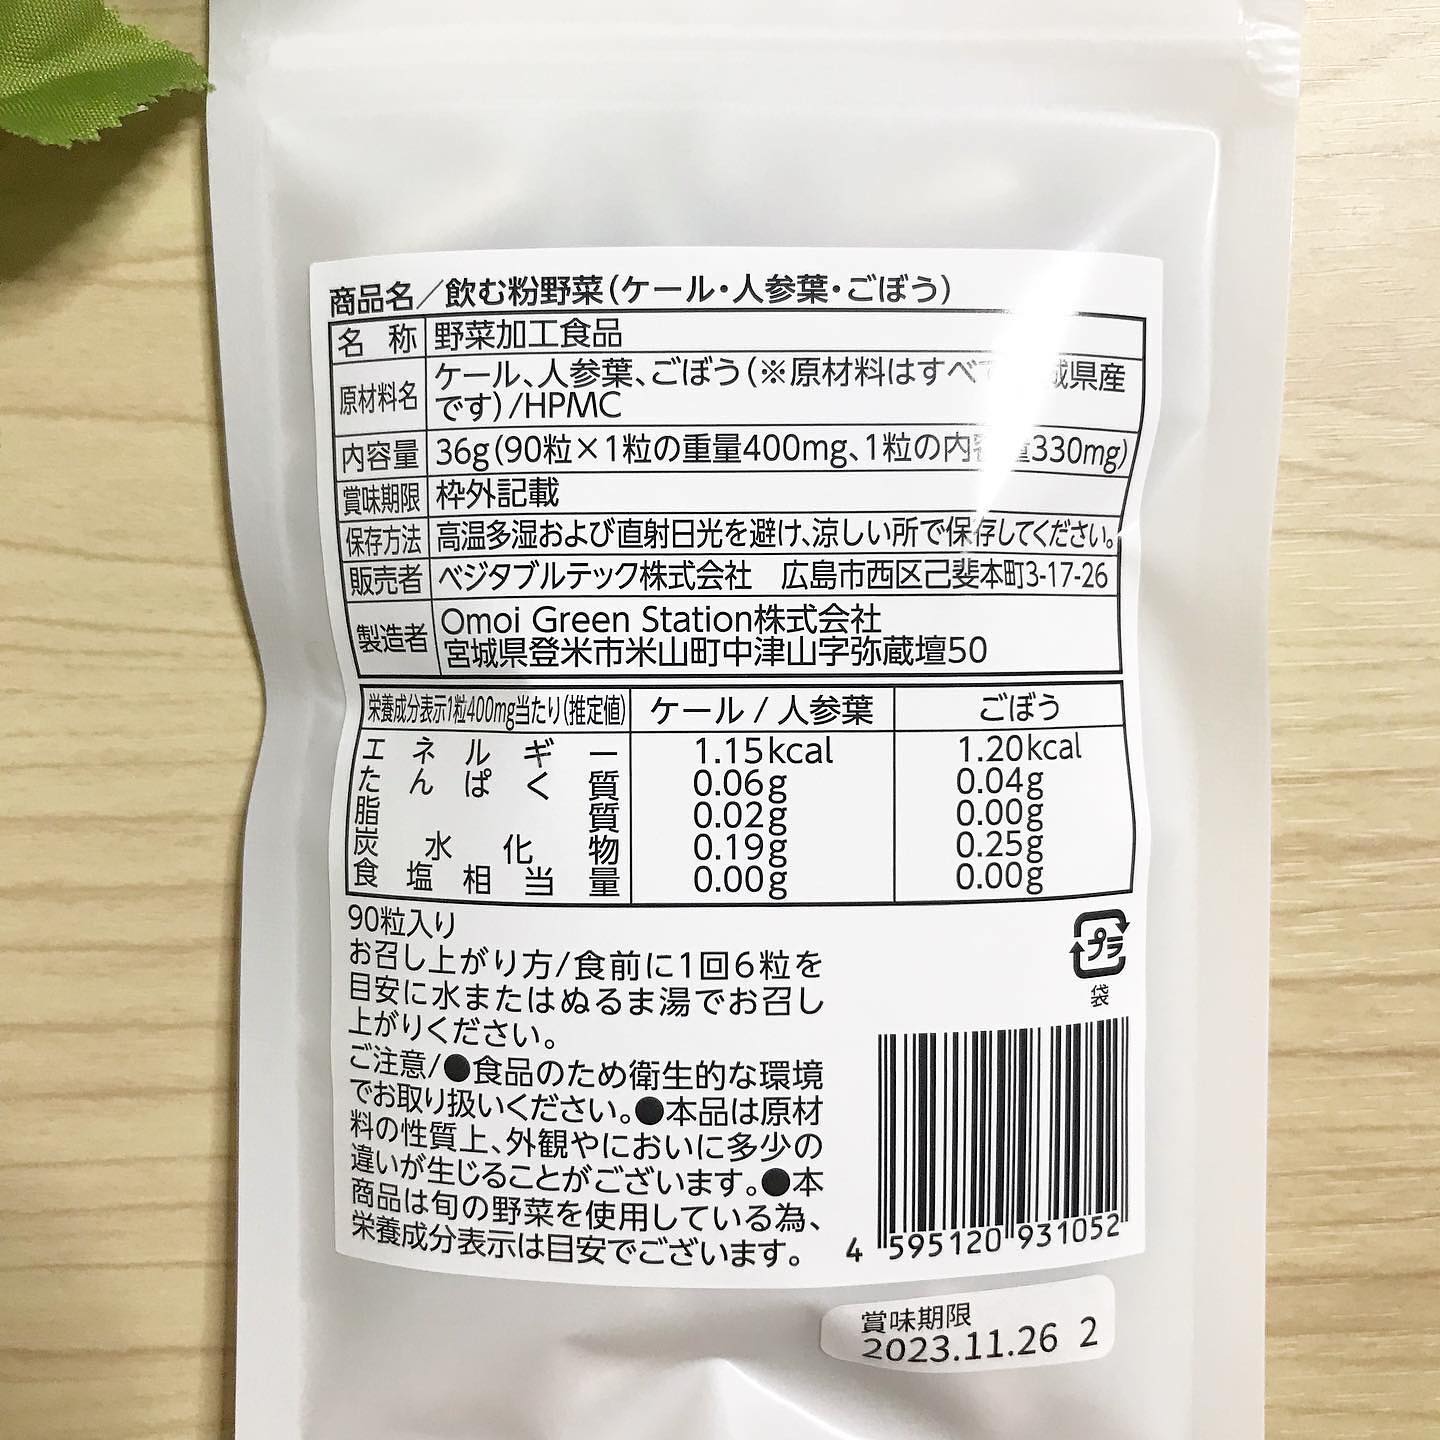 商品名／飲む粉野菜（ケール・人参葉・ごぼう）
名称 野菜加工食品
原材料名 ケール、人参葉、ごぼう（※原材料はすべて 城県産
です）/HPMC
内容量 36g（90粒×1粒の重量400mg、1粒の内容量330mg）
賞味期限 枠外記載
保存方法 高温多湿および直射日光を避け、涼しい所で保存してください。
販売者 ベジタブルテック株式会社 広島市西区己斐本町3-17-26
製造者 Omoi Green Station株式会社
宮城県登米市米山町中津山字弥蔵壇50
栄養成分表示1粒400mg当たり（推定値） ケール / 人参葉 ごぼう
エネルギー 1.15kcal 1.20kcal
たんぱく質 0.06g 0.04g
脂質 0.02g 0.00g
炭水化物 0.19g 0.25g
食塩相当量 0.00g 0.00g
90粒入り
お召し上がり方/食前に1回6粒を
目安に水またはぬるま湯でお召し
上がりください。
ご注意/●食品のため衛生的な環境
でお取り扱いください。●本品は原材
料の性質上、外観やにおいに多少の
違いが生じることがございます。●本
商品は旬の野菜を使用している為、
栄養成分表示は目安でございます。
プラ
袋
4 595120 931052
賞味期限
2023.11.26 2